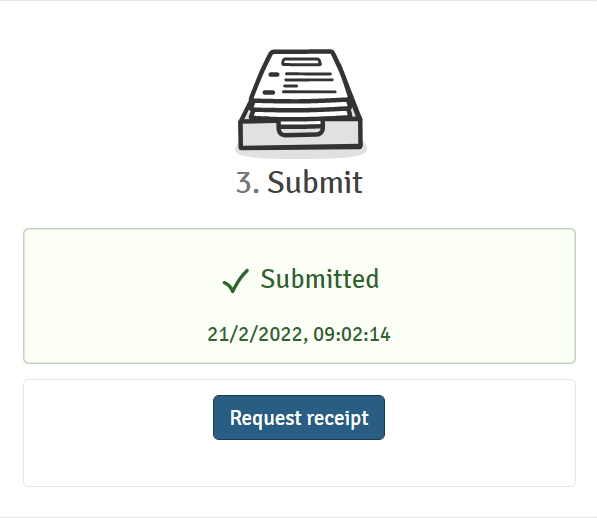 3. Submit
✓ Submitted
21/2/2022, 09:02:14
Request receipt